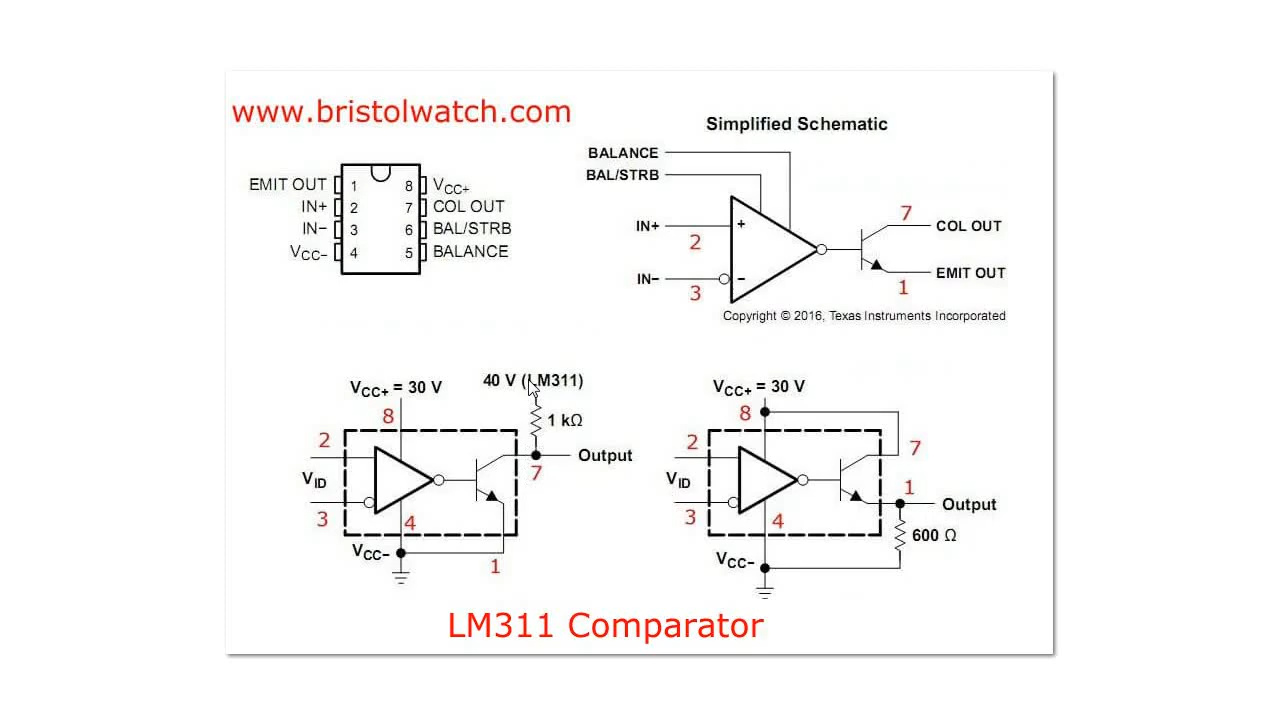 www.bristolwatch.com
EMIT OUT 1 8 VCC+
IN+ 2 7 COL OUT
IN− 3 6 BAL/STRB
VCC− 4 5 BALANCE
Simplified Schematic
BALANCE
BAL/STRB
IN+ 2 +
IN− 3 −
7 COL OUT
EMIT OUT
1
Copyright © 2016, Texas Instruments Incorporated
VCC+ = 30 V
40 V (LM311)
8
1 kΩ
2
Output
7
VID
3
4
VCC−
1
VCC+ = 30 V
8
2
7
VID
1
Output
3
4
600 Ω
VCC−
LM311 Comparator